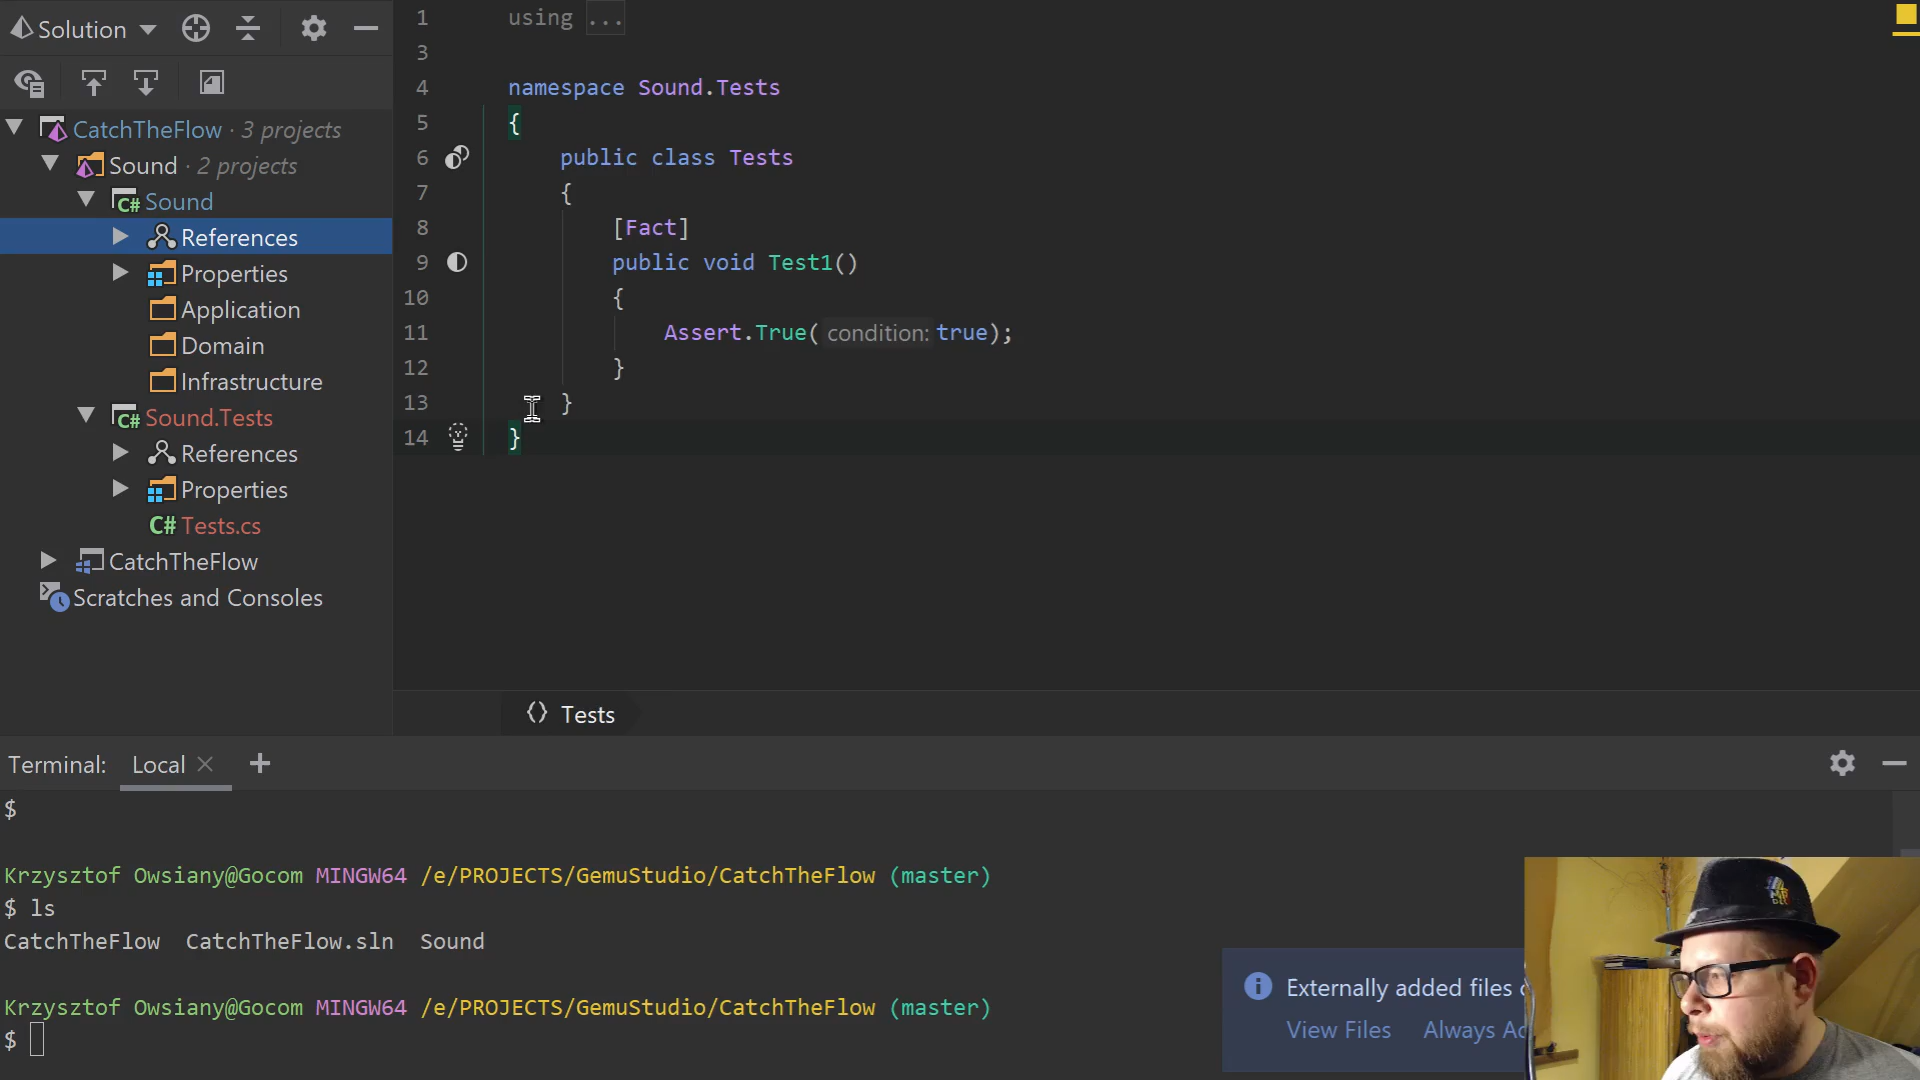 Solution
CatchTheFlow · 3 projects
Sound · 2 projects
C# Sound
References
Properties
Application
Domain
Infrastructure
C# Sound.Tests
References
Properties
C# Tests.cs
CatchTheFlow
Scratches and Consoles
1 using ...
3
4 namespace Sound.Tests
5 {
6 public class Tests
7 {
8 [Fact]
9 public void Test1()
10 {
11 Assert.True( condition: true);
12 }
13 }
14 }
{} Tests
Terminal: Local × +
$
Krzysztof Owsiany@Gocom MINGW64 /e/PROJECTS/GemuStudio/CatchTheFlow (master)
$ ls
CatchTheFlow CatchTheFlow.sln Sound
Krzysztof Owsiany@Gocom MINGW64 /e/PROJECTS/GemuStudio/CatchTheFlow (master)
$
Externally added files
View Files Always